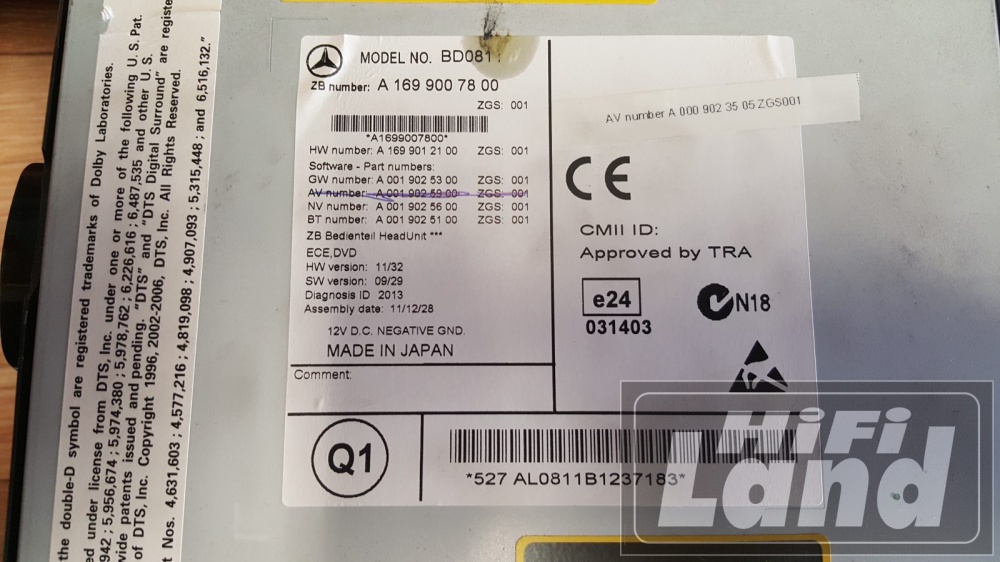 the double-D symbol are registered trademarks of Dolby Laboratories.
ed under license from DTS, Inc. under one or more of the following U.S. Pat.
942 ; 5,956,674 ; 5,974,380 ; 5,978,762 ; 6,226,616 ; 6,487,535 and other U.S.
vide patents issued and pending. "DTS" and "DTS Digital Surround" are registe
of DTS, Inc. Copyright 1996, 2002-2006, DTS, Inc. All Rights Reserved.
t Nos. 4,631,603 ; 4,577,216 ; 4,819,098 ; 4,907,093 ; 5,315,448 ; and 6,516,132."
MODEL NO. BD081
ZB number: A 169 900 78 00
ZGS: 001
*A1699007800*
HW number: A 169 901 21 00 ZGS: 001
Software - Part numbers:
GW number: A 001 902 53 00 ZGS: 001
AV number: A 001 902 59 00 ZGS: 001
NV number: A 001 902 56 00 ZGS: 001
BT number: A 001 902 51 00 ZGS: 001
ZB Bedienteil HeadUnit ***
ECE,DVD
HW version: 11/32
SW version: 09/29
Diagnosis ID 2013
Assembly date: 11/12/28
12V D.C. NEGATIVE GND.
MADE IN JAPAN
Comment:
AV number A 000 902 35 05 ZGS001
CE
CMII ID:
Approved by TRA
e24
031403
N18
Q1
*527 AL0811B1237183*
HiFi
Land